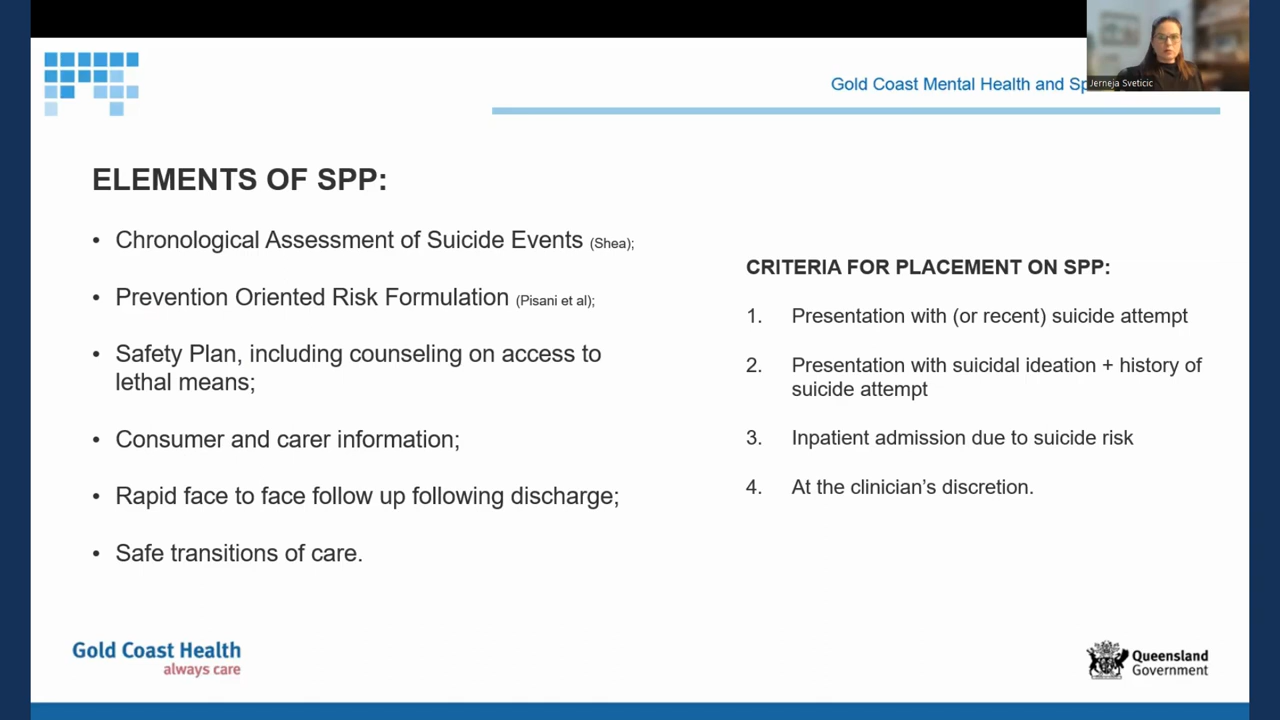 Jerneja Sveticic
Gold Coast Mental Health and
ELEMENTS OF SPP:
• Chronological Assessment of Suicide Events (Shea);
• Prevention Oriented Risk Formulation (Pisani et al);
• Safety Plan, including counseling on access to
lethal means;
• Consumer and carer information;
• Rapid face to face follow up following discharge;
• Safe transitions of care.
CRITERIA FOR PLACEMENT ON SPP:
1. Presentation with (or recent) suicide attempt
2. Presentation with suicidal ideation + history of
suicide attempt
3. Inpatient admission due to suicide risk
4. At the clinician’s discretion.
Gold Coast Health
always care
Queensland
Government